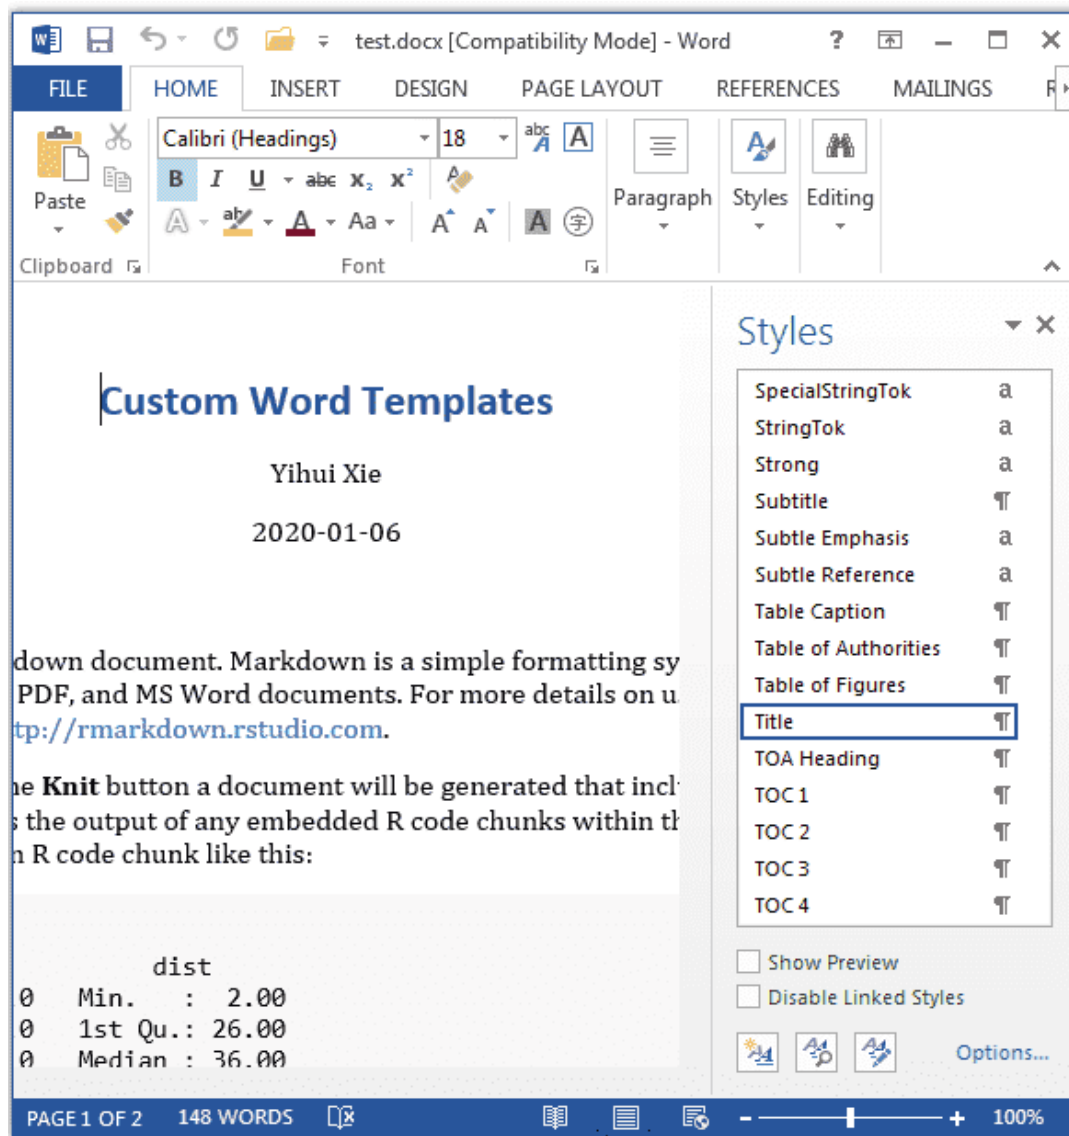 test.docx [Compatibility Mode] - Word
FILE HOME INSERT DESIGN PAGE LAYOUT REFERENCES MAILINGS
Calibri (Headings) 18
B I U abc X₂ X²
Aa A A A 字
Paste
Paragraph Styles Editing
Clipboard Font
Styles
Custom Word Templates
Yihui Xie
2020-01-06
down document. Markdown is a simple formatting sy
PDF, and MS Word documents. For more details on u
tp://rmarkdown.rstudio.com.
ne Knit button a document will be generated that incl
s the output of any embedded R code chunks within th
n R code chunk like this:
dist
0 Min. : 2.00
0 1st Qu.: 26.00
0 Median : 36.00
SpecialStringTok a
StringTok a
Strong a
Subtitle ¶
Subtle Emphasis a
Subtle Reference a
Table Caption ¶
Table of Authorities ¶
Table of Figures ¶
Title ¶
TOA Heading ¶
TOC 1 ¶
TOC 2 ¶
TOC 3 ¶
TOC 4 ¶
Show Preview
Disable Linked Styles
Options...
PAGE 1 OF 2 148 WORDS 100%